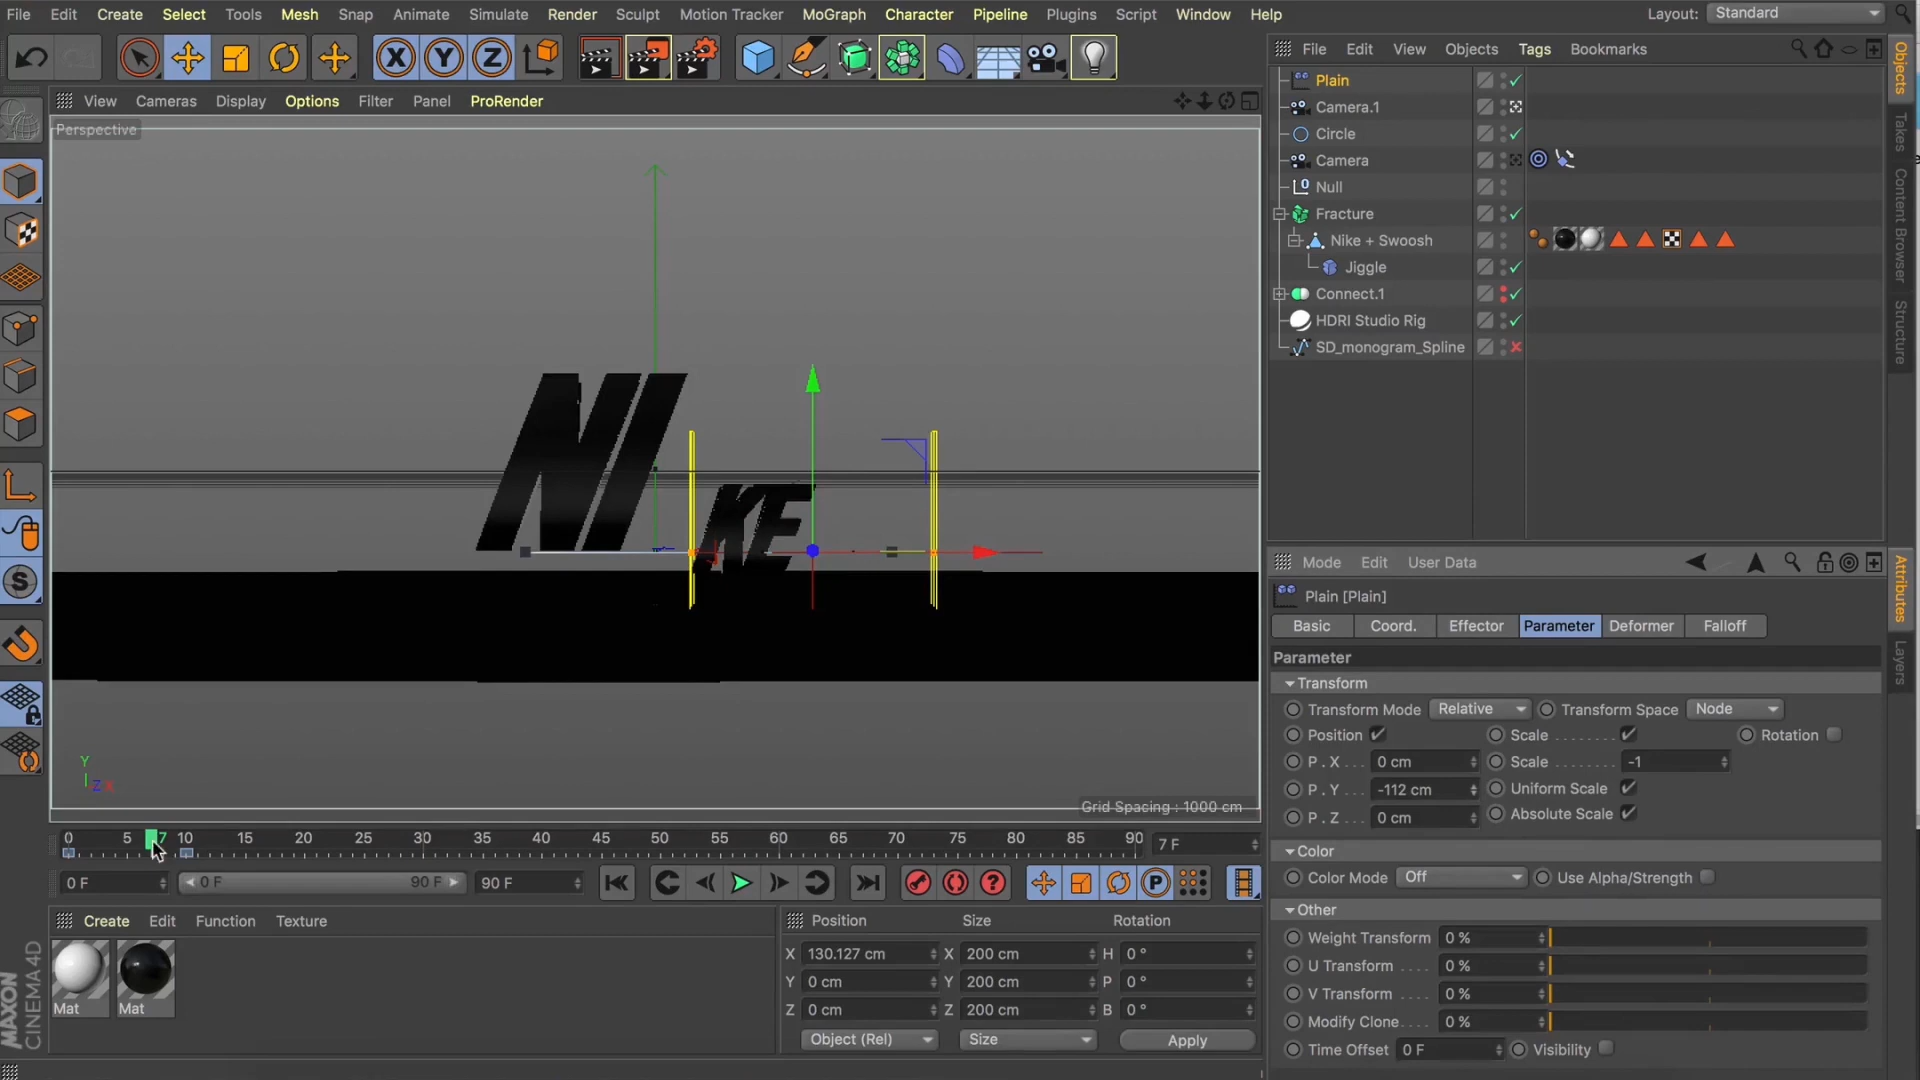 File Edit Create Select Tools Mesh Snap Animate Simulate Render Sculpt Motion Tracker MoGraph Character Pipeline Plugins Script Window Help Layout: Standard
File Edit View Objects Tags Bookmarks
View Cameras Display Options Filter Panel ProRender
Perspective
Plain
Camera.1
Circle
Camera
Null
Fracture
Nike + Swoosh
Jiggle
Connect.1
HDRI Studio Rig
SD_monogram_Spline
Objects
Takes
Content Browser
Structure
NI
KE
Y
Z X
Grid Spacing : 1000 cm
Mode Edit User Data
Plain [Plain]
Basic Coord. Effector Parameter Deformer Falloff
Parameter
Transform
Transform Mode Relative Transform Space Node
Position Scale ........ Rotation
P . X ... 0 cm Scale ........ -1
P . Y ... -112 cm Uniform Scale
P . Z ... 0 cm Absolute Scale
Color
Color Mode Off Use Alpha/Strength
Other
Weight Transform 0 %
U Transform .... 0 %
V Transform .... 0 %
Modify Clone.... 0 %
Time Offset 0 F Visibility
Attributes
Layers
0 5 7 10 15 20 25 30 35 40 45 50 55 60 65 70 75 80 85 90 7 F
0 F 0 F 90 F 90 F
Create Edit Function Texture
Mat Mat
Position Size Rotation
X 130.127 cm X 200 cm H 0 °
Y 0 cm Y 200 cm P 0 °
Z 0 cm Z 200 cm B 0 °
Object (Rel) Size Apply
MAXON
CINEMA 4D